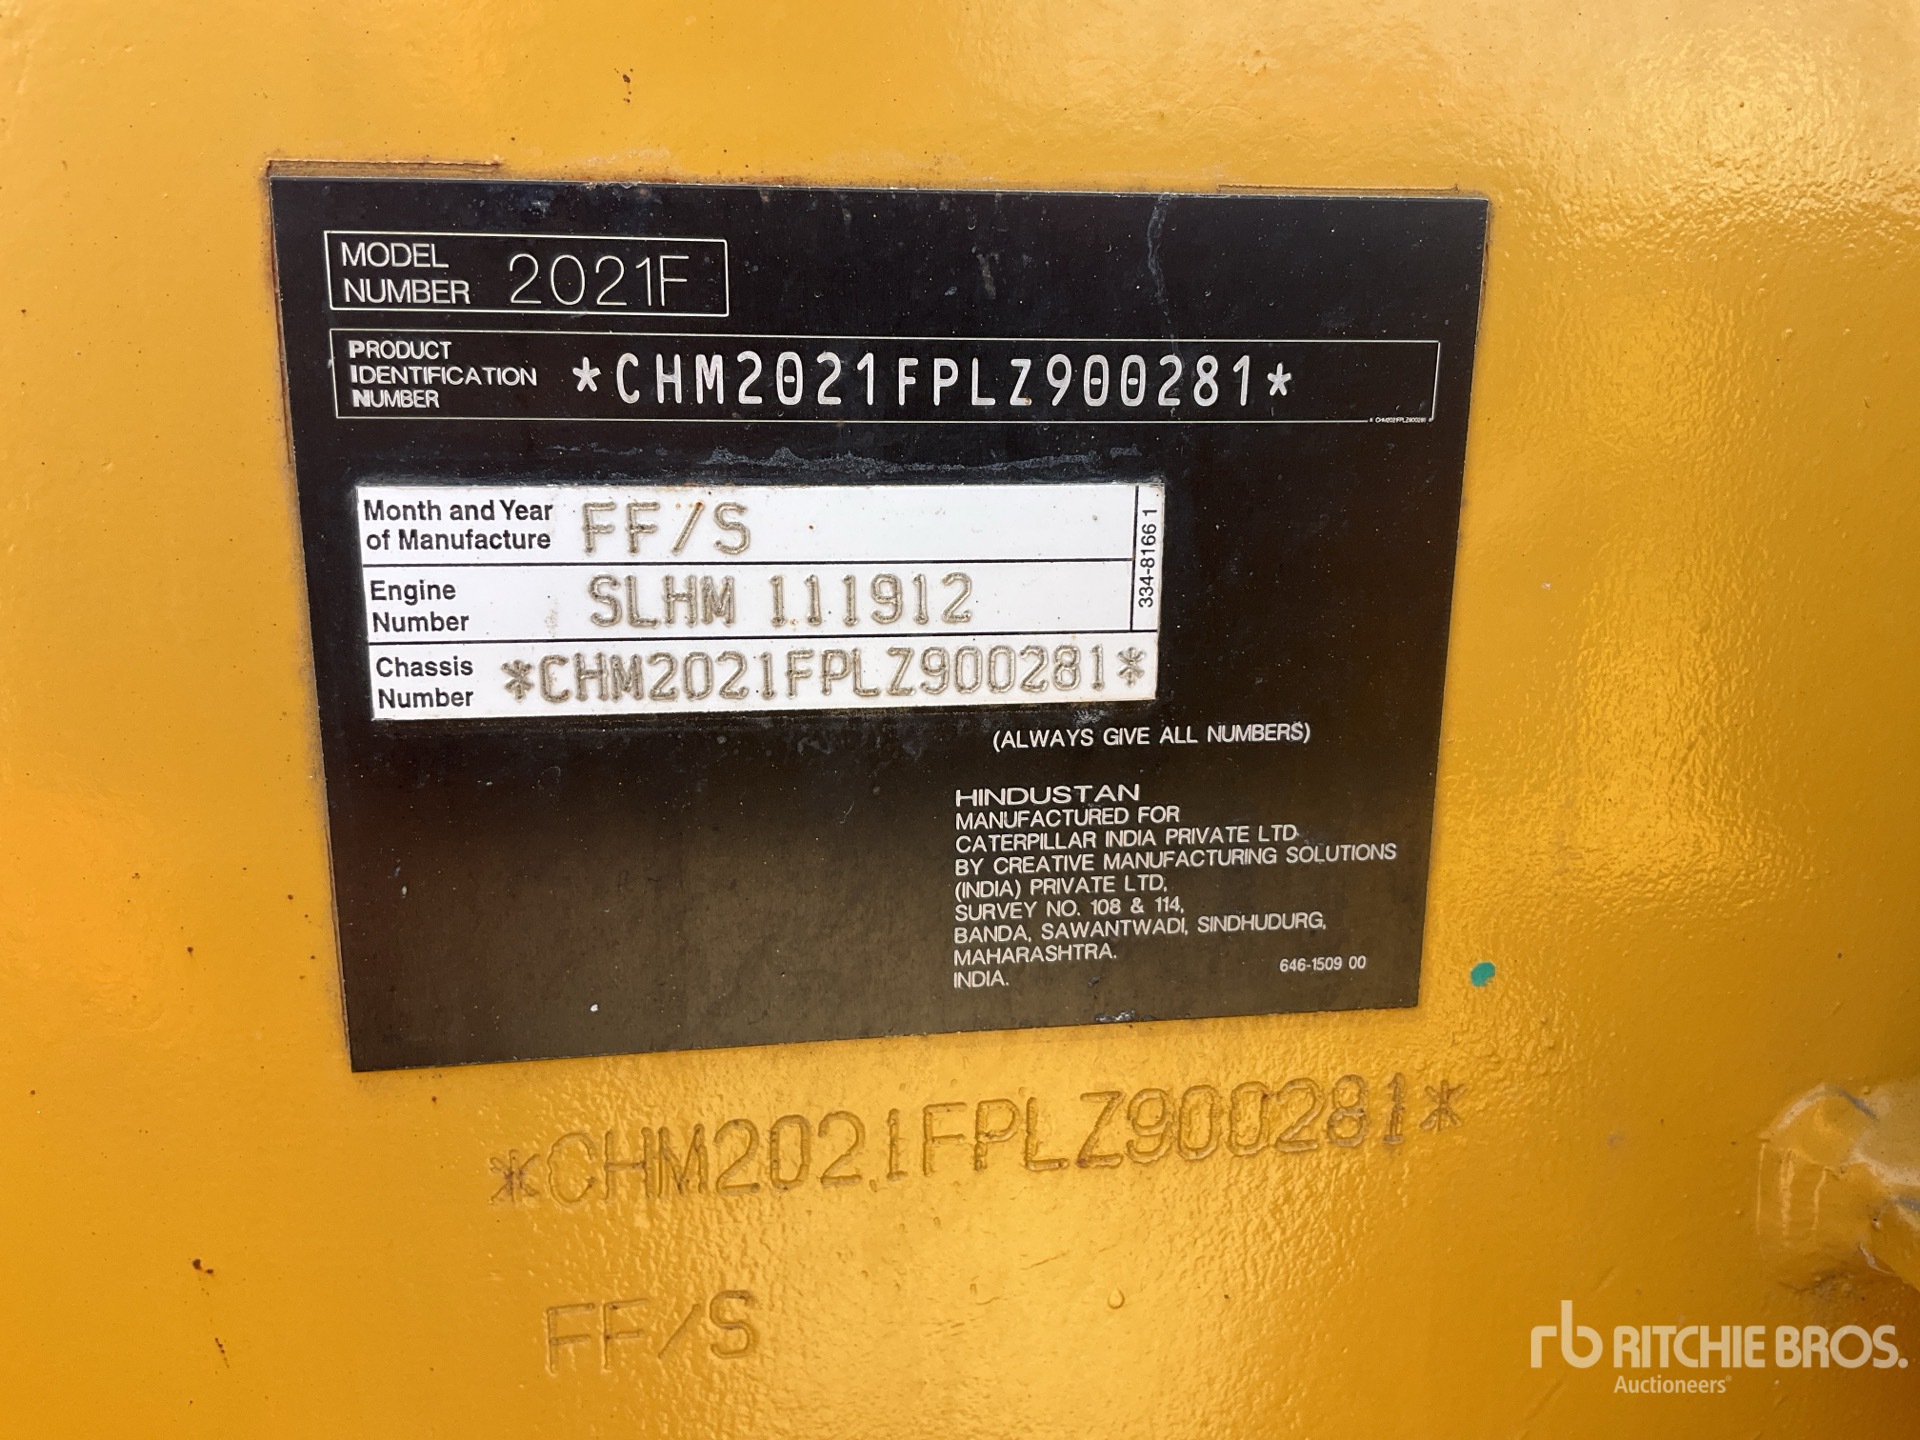 MODEL
NUMBER 2021F
PRODUCT
IDENTIFICATION
NUMBER *CHM2021FPLZ900281*
* CHM2021FPLZ900281 *
Month and Year
of Manufacture FF/S
Engine
Number SLHM 111912
Chassis
Number *CHM2021FPLZ900281*
334-8166 1
(ALWAYS GIVE ALL NUMBERS)
HINDUSTAN
MANUFACTURED FOR
CATERPILLAR INDIA PRIVATE LTD.
BY CREATIVE MANUFACTURING SOLUTIONS
(INDIA) PRIVATE LTD,
SURVEY NO. 108 & 114,
BANDA, SAWANTWADI, SINDHUDURG,
MAHARASHTRA.
INDIA.
646-1509 00
*CHM2021FPLZ900281*
FF/S
rb RITCHIE BROS.
Auctioneers